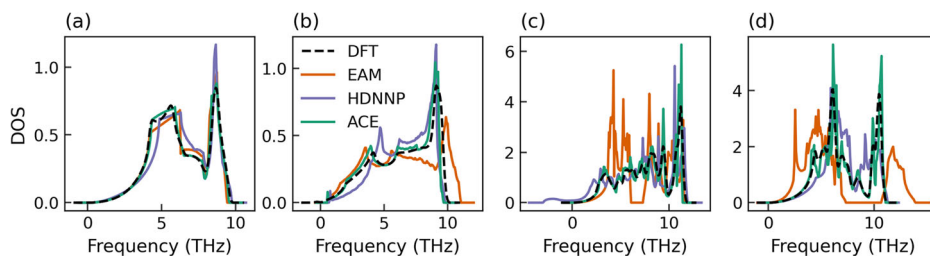 (a) (b) (c) (d)
DOS
1.0
0.5
0.0
0 5 10
Frequency (THz)
1.0
0.5
0.0
0 5 10
Frequency (THz)
DFT
EAM
HDNNP
ACE
6
4
2
0
0 10
Frequency (THz)
4
2
0
0 10
Frequency (THz)